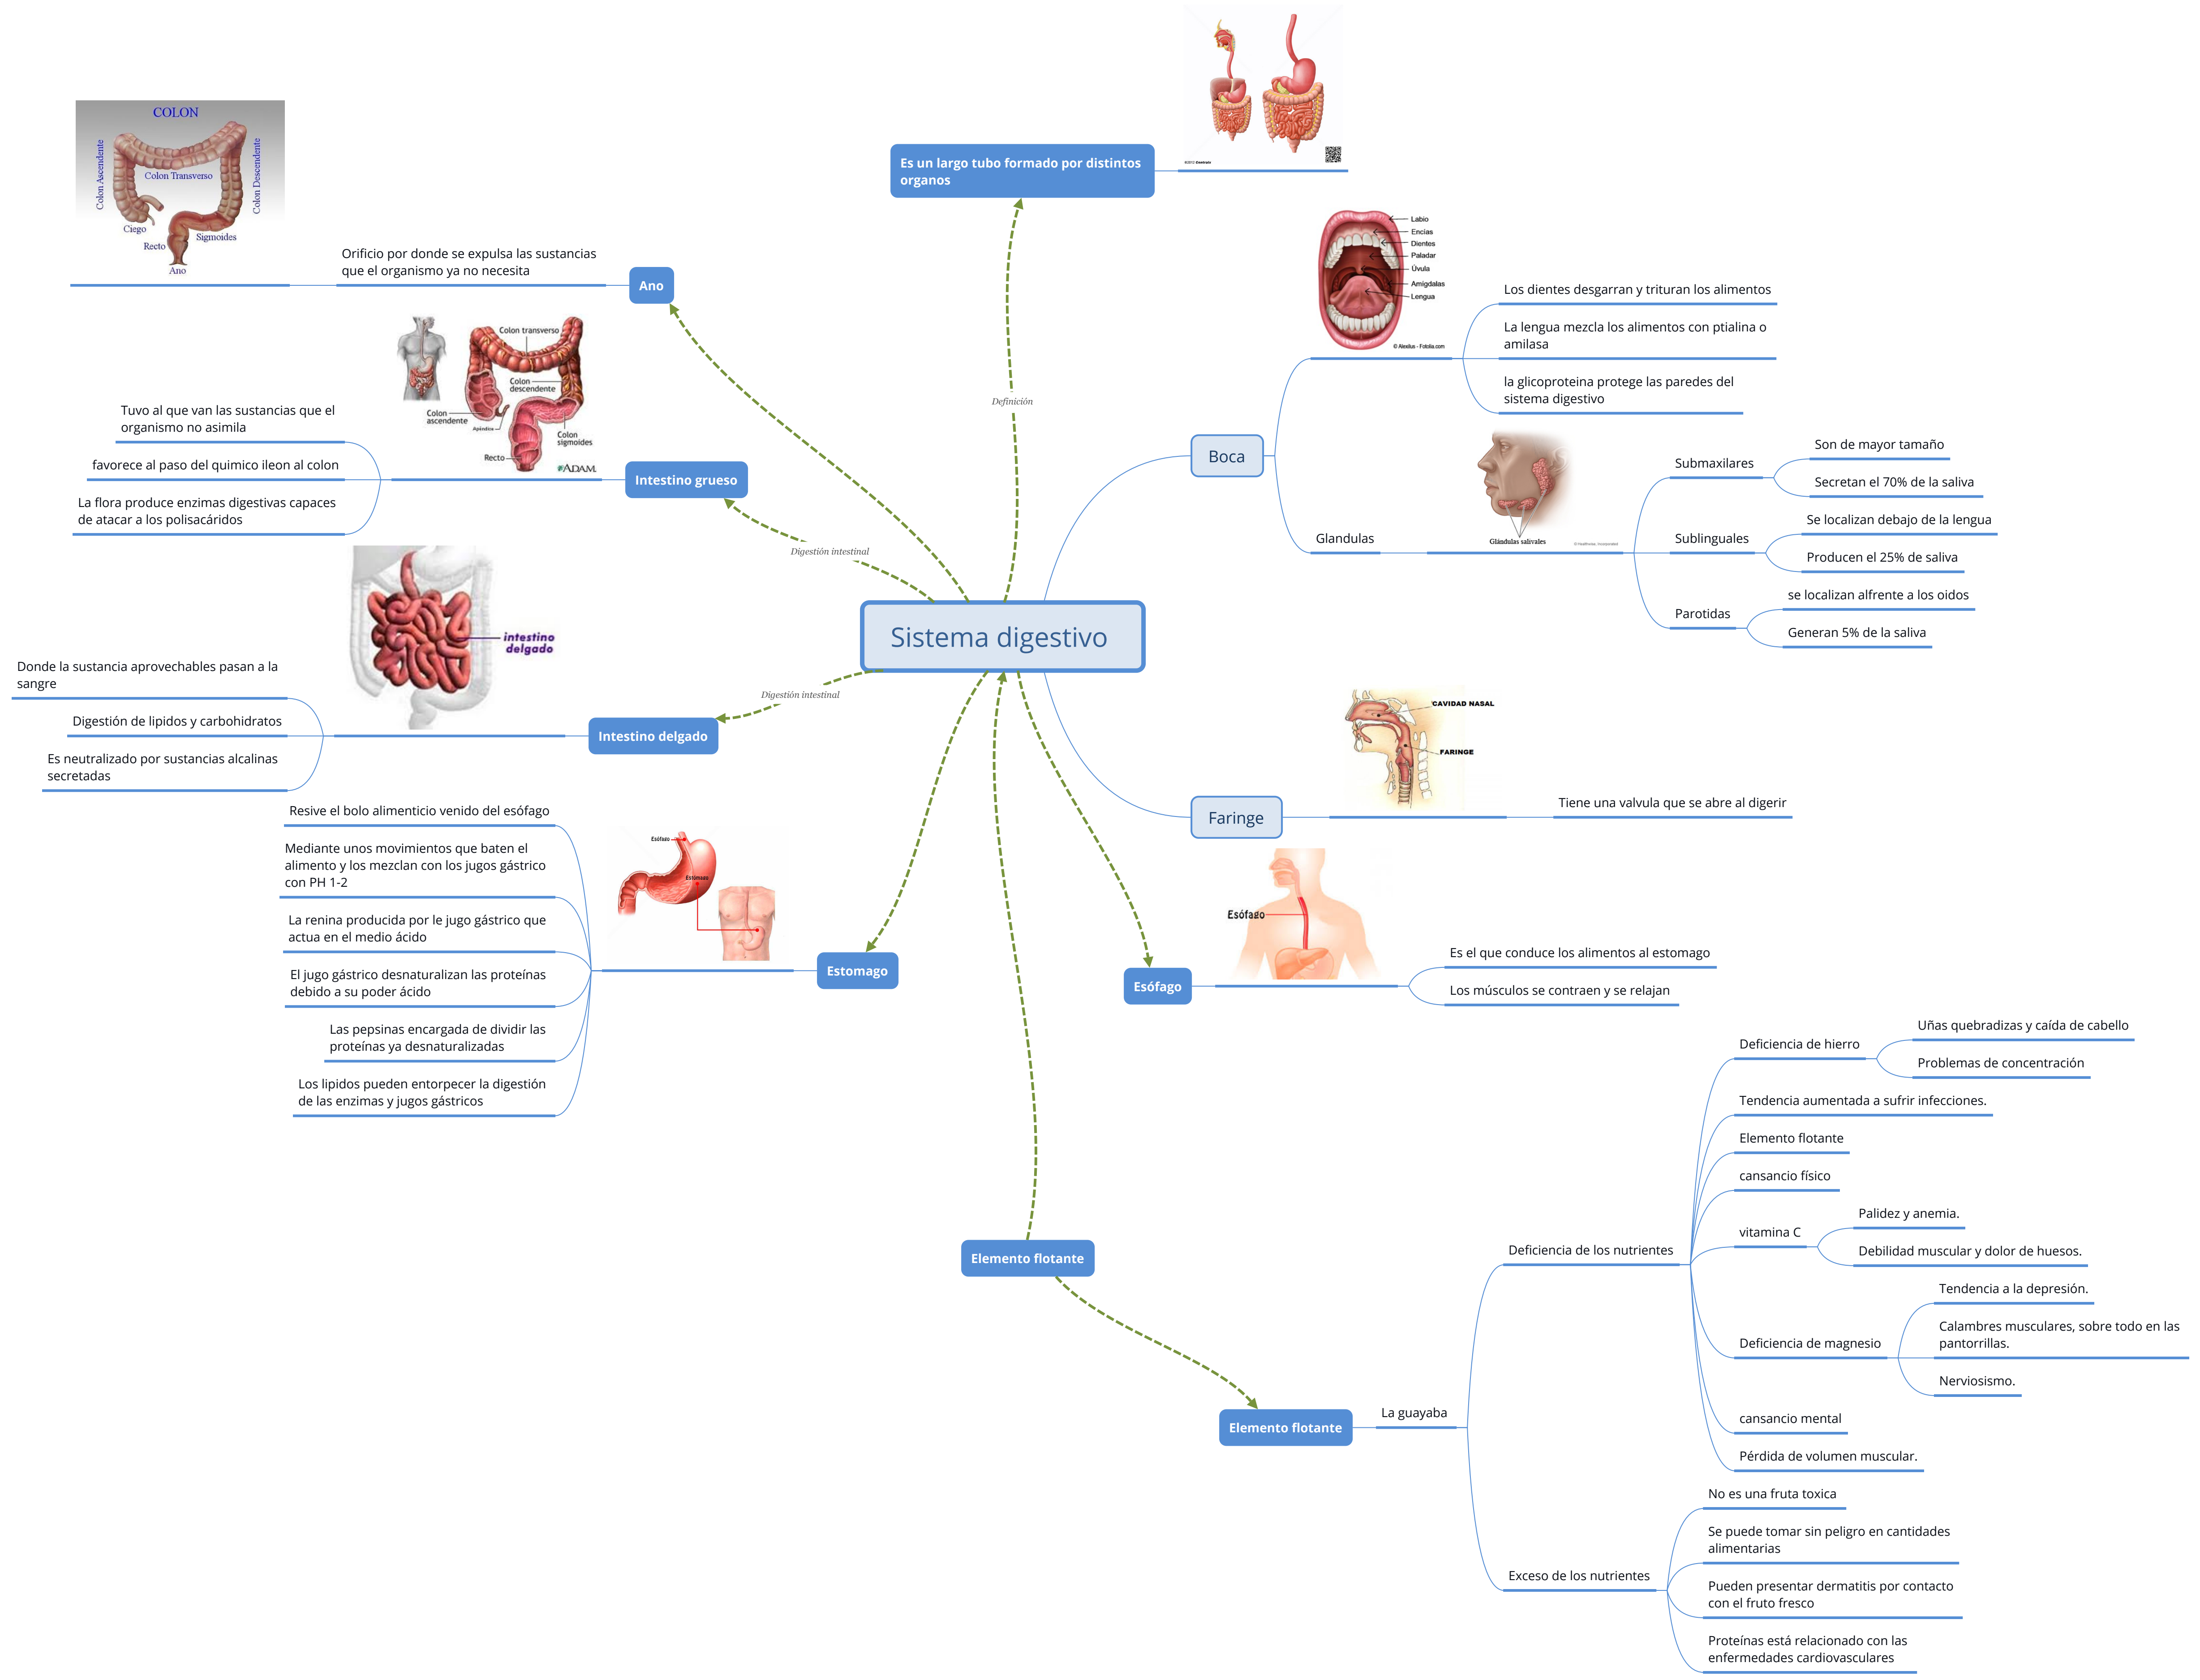 Sistema digestivo
Definición
Es un largo tubo formado por distintos
organos
Boca
Labio
Encías
Dientes
Paladar
Úvula
Amígdalas
Lengua
© Alexilus - Fotolia.com
Los dientes desgarran y trituran los alimentos
La lengua mezcla los alimentos con ptialina o
amilasa
la glicoproteina protege las paredes del
sistema digestivo
Glandulas
Glándulas salivales
Submaxilares
Son de mayor tamaño
Secretan el 70% de la saliva
Sublinguales
Se localizan debajo de la lengua
Producen el 25% de saliva
Parotidas
se localizan alfrente a los oidos
Generan 5% de la saliva
Faringe
CAVIDAD NASAL
FARINGE
Tiene una valvula que se abre al digerir
Esófago
Esófago
Es el que conduce los alimentos al estomago
Los músculos se contraen y se relajan
Elemento flotante
Elemento flotante
La guayaba
Deficiencia de los nutrientes
Deficiencia de hierro
Uñas quebradizas y caída de cabello
Problemas de concentración
Tendencia aumentada a sufrir infecciones.
Elemento flotante
cansancio físico
vitamina C
Palidez y anemia.
Debilidad muscular y dolor de huesos.
Deficiencia de magnesio
Tendencia a la depresión.
Calambres musculares, sobre todo en las
pantorrillas.
Nerviosismo.
cansancio mental
Pérdida de volumen muscular.
Exceso de los nutrientes
No es una fruta toxica
Se puede tomar sin peligro en cantidades
alimentarias
Pueden presentar dermatitis por contacto
con el fruto fresco
Proteínas está relacionado con las
enfermedades cardiovasculares
Ano
Orificio por donde se expulsa las sustancias
que el organismo ya no necesita
COLON
Colon Ascendente
Colon Transverso
Colon Descendente
Ciego
Sigmoides
Recto
Ano
Digestión intestinal
Intestino grueso
Colon transverso
Colon
descendente
Colon
ascendente
Apéndice
Colon
sigmoides
Recto
ADAM.
Tuvo al que van las sustancias que el
organismo no asimila
favorece al paso del quimico ileon al colon
La flora produce enzimas digestivas capaces
de atacar a los polisacáridos
Digestión intestinal
Intestino delgado
intestino
delgado
Donde la sustancia aprovechables pasan a la
sangre
Digestión de lipidos y carbohidratos
Es neutralizado por sustancias alcalinas
secretadas
Estomago
Esófago
Estómago
Resive el bolo alimenticio venido del esófago
Mediante unos movimientos que baten el
alimento y los mezclan con los jugos gástrico
con PH 1-2
La renina producida por le jugo gástrico que
actua en el medio ácido
El jugo gástrico desnaturalizan las proteínas
debido a su poder ácido
Las pepsinas encargada de dividir las
proteínas ya desnaturalizadas
Los lipidos pueden entorpecer la digestión
de las enzimas y jugos gástricos